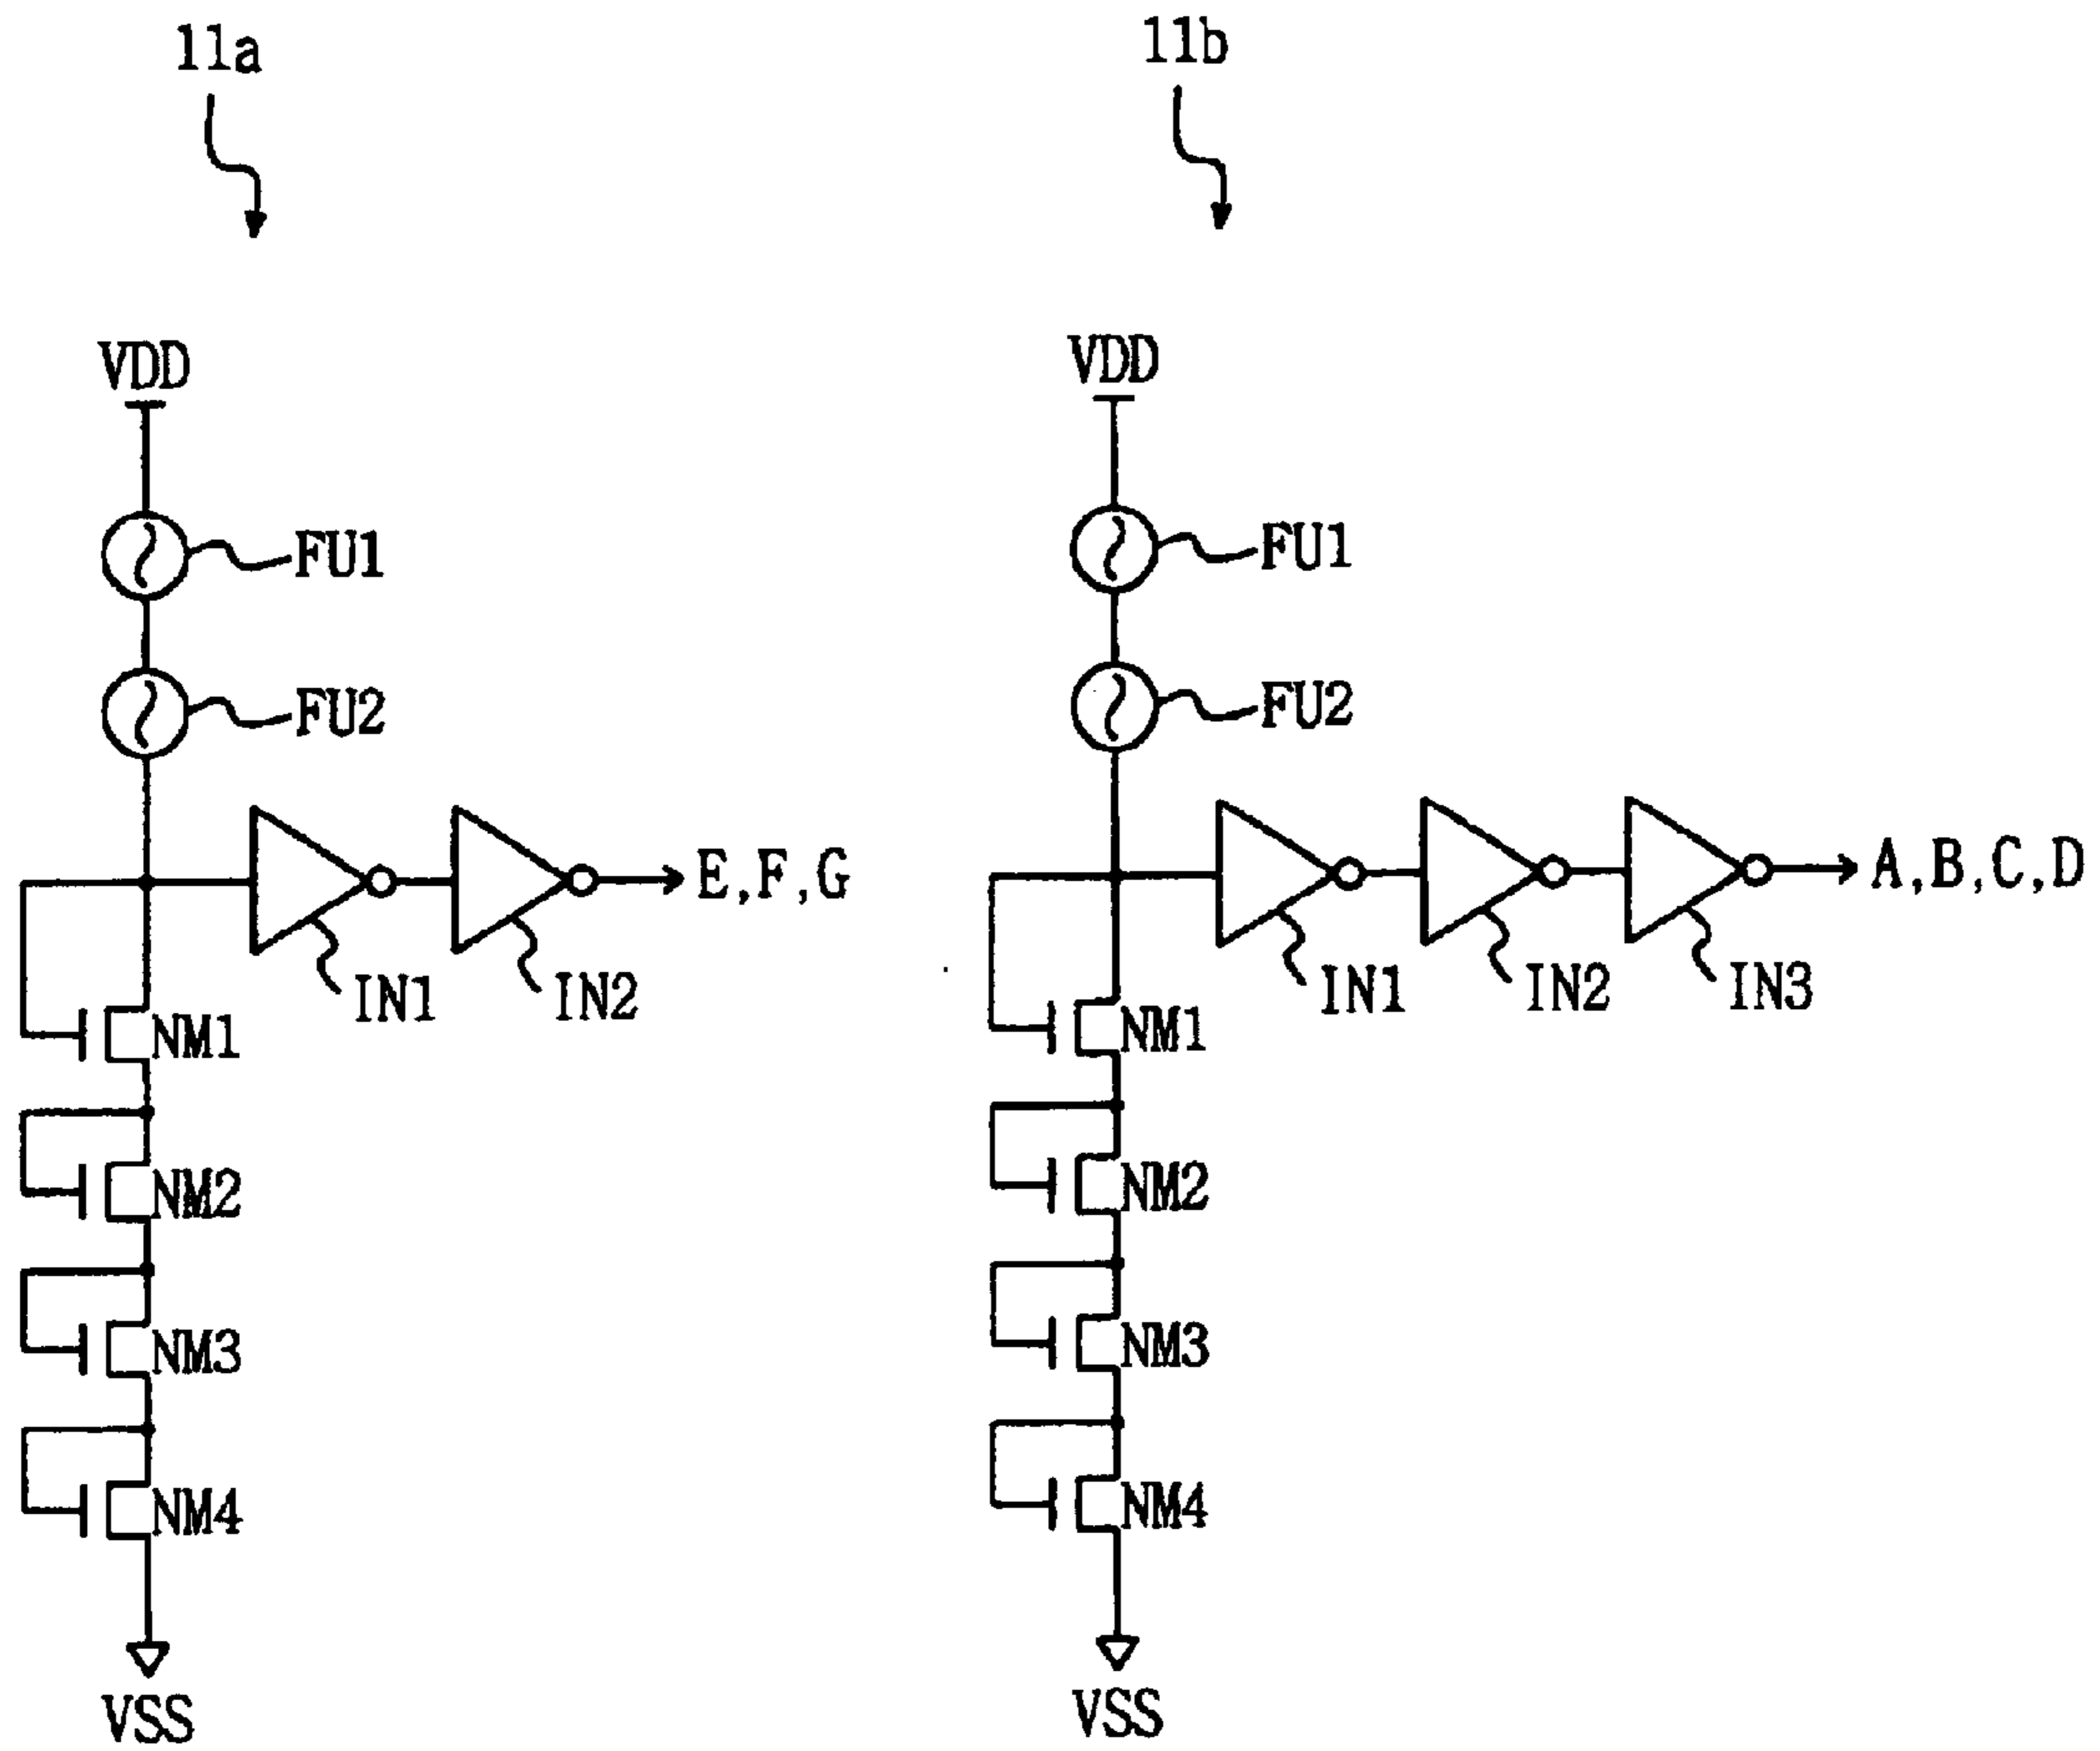 11a
VDD
FU1
FU2
E,F,G
IN1
IN2
NM1
NM2
NM3
NM4
VSS
11b
VDD
FU1
FU2
A,B,C,D
IN1
IN2
IN3
NM1
NM2
NM3
NM4
VSS